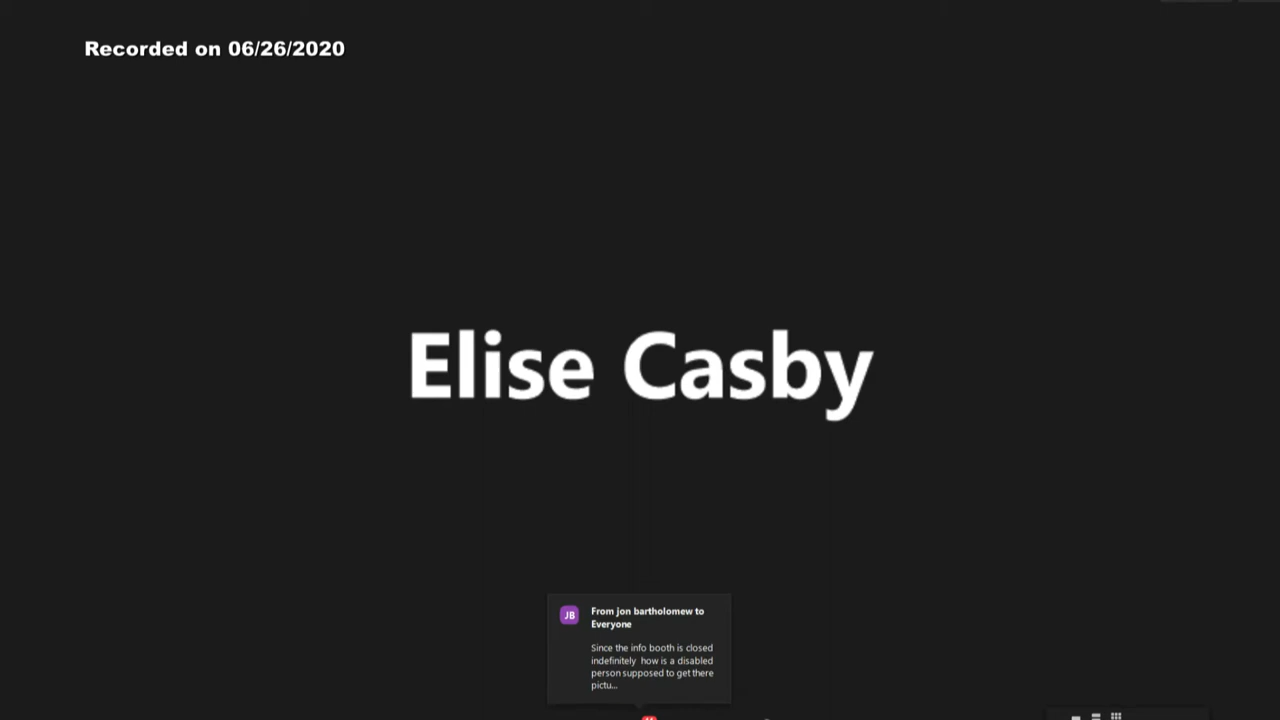 Recorded on 06/26/2020
Elise Casby
JB
From jon bartholomew to
Everyone
Since the info booth is closed
indefinitely how is a disabled
person supposed to get there
pictu...